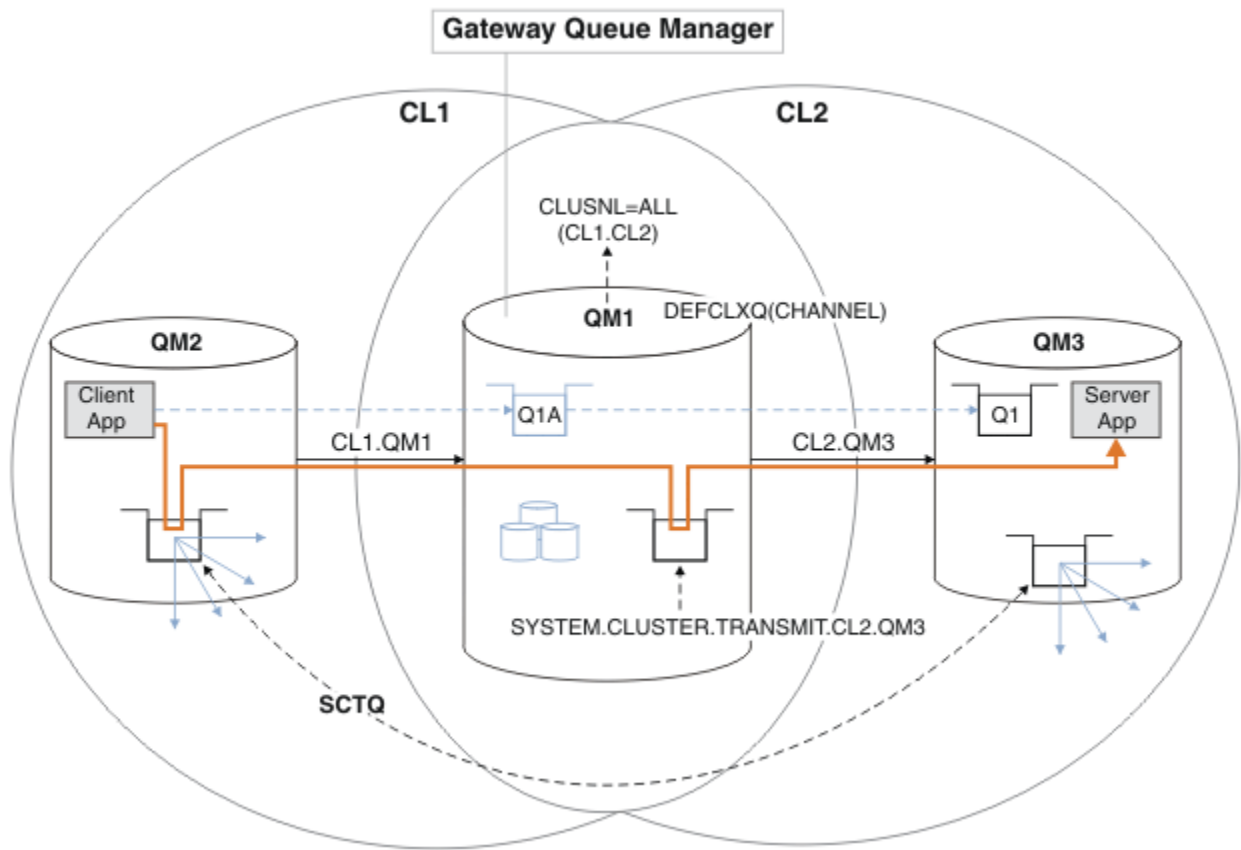 Gateway Queue Manager
CL1
CL2
CLUSNL=ALL
(CL1.CL2)
QM1
DEFCLXQ(CHANNEL)
QM2
QM3
Client
App
Q1A
Q1
Server
App
CL1.QM1
CL2.QM3
SYSTEM.CLUSTER.TRANSMIT.CL2.QM3
SCTQ